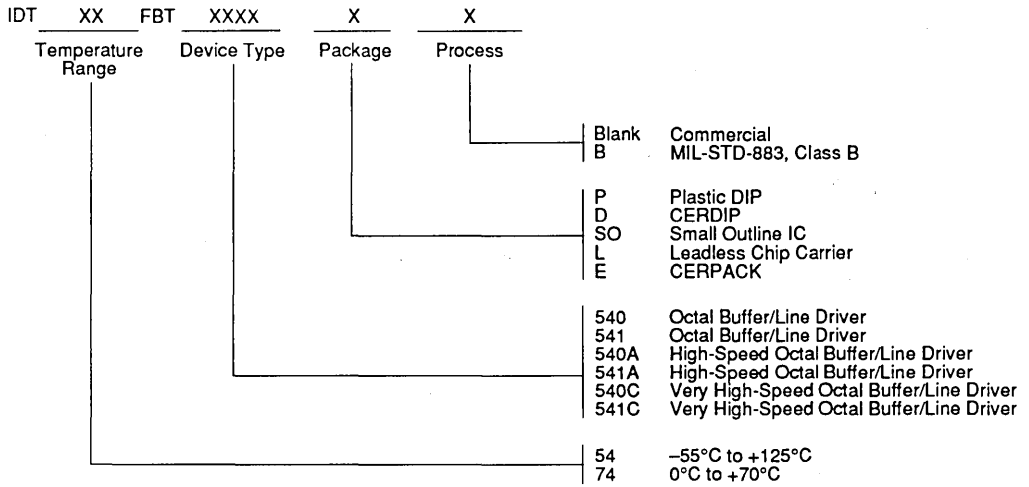 IDT XX FBT XXXX X X
Temperature Range Device Type Package Process
Blank Commercial
B MIL-STD-883, Class B
P Plastic DIP
D CERDIP
SO Small Outline IC
L Leadless Chip Carrier
E CERPACK
540 Octal Buffer/Line Driver
541 Octal Buffer/Line Driver
540A High-Speed Octal Buffer/Line Driver
541A High-Speed Octal Buffer/Line Driver
540C Very High-Speed Octal Buffer/Line Driver
541C Very High-Speed Octal Buffer/Line Driver
54 –55°C to +125°C
74 0°C to +70°C